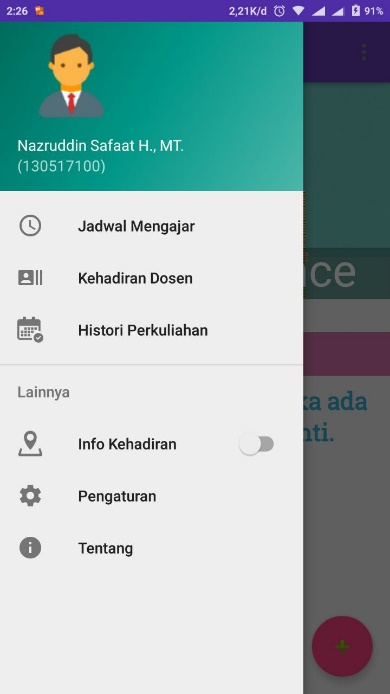 2:26
2,21K/d
91%
Nazruddin Safaat H., MT.
(130517100)
Jadwal Mengajar
Kehadiran Dosen
Histori Perkuliahan
Lainnya
Info Kehadiran
Pengaturan
Tentang
nce
ka ada
nti.